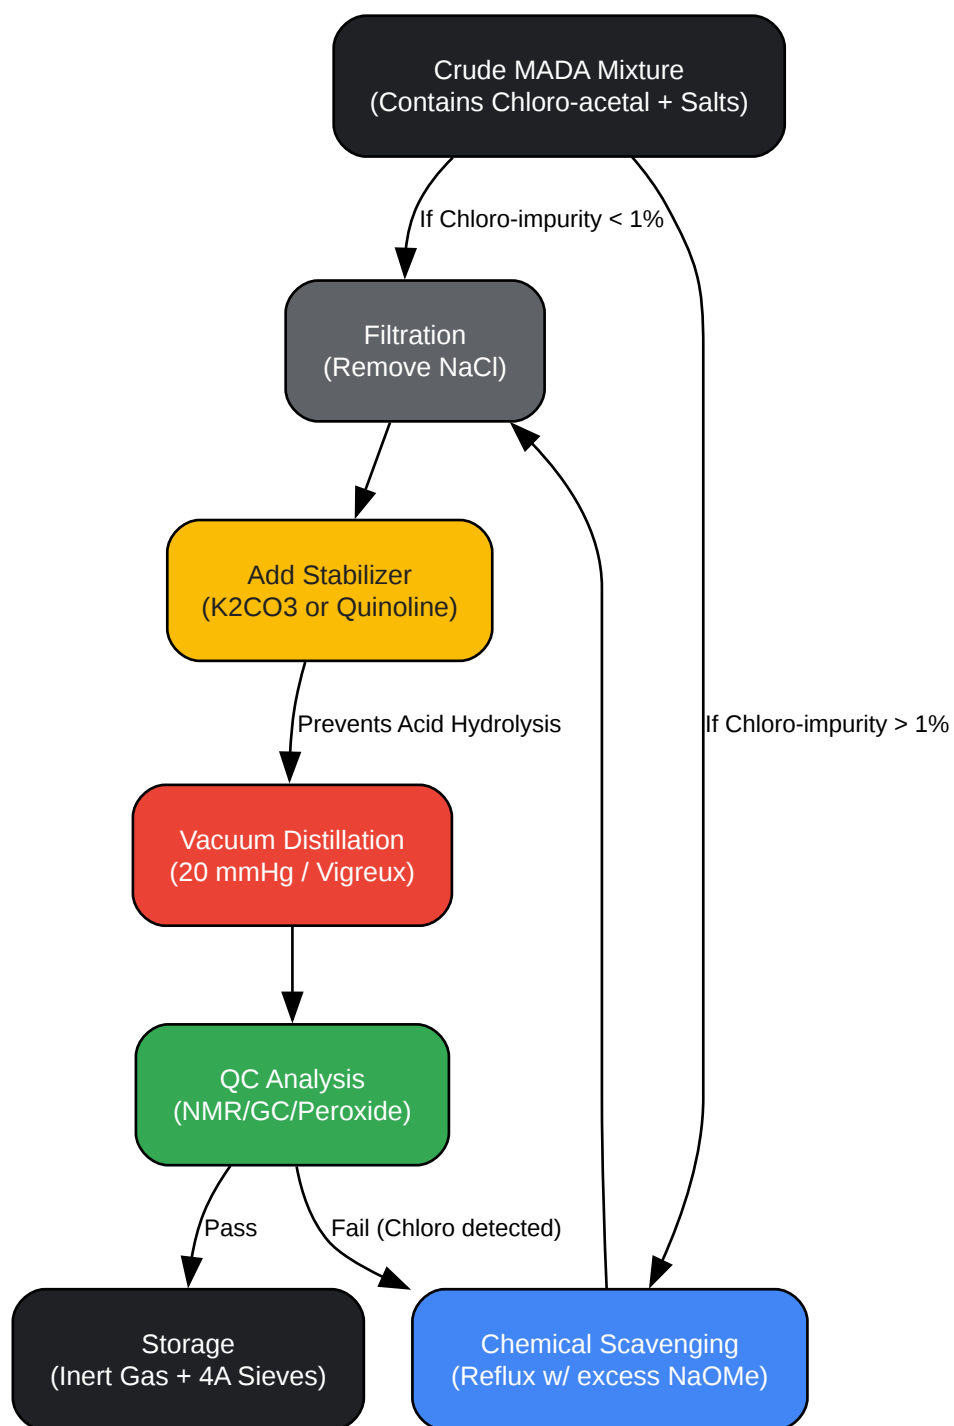 Crude MADA Mixture
(Contains Chloro-acetal + Salts)
If Chloro-impurity < 1%
Filtration
(Remove NaCl)
Add Stabilizer
(K2CO3 or Quinoline)
Prevents Acid Hydrolysis
If Chloro-impurity > 1%
Vacuum Distillation
(20 mmHg / Vigreux)
QC Analysis
(NMR/GC/Peroxide)
Pass
Fail (Chloro detected)
Storage
(Inert Gas + 4A Sieves)
Chemical Scavenging
(Reflux w/ excess NaOMe)